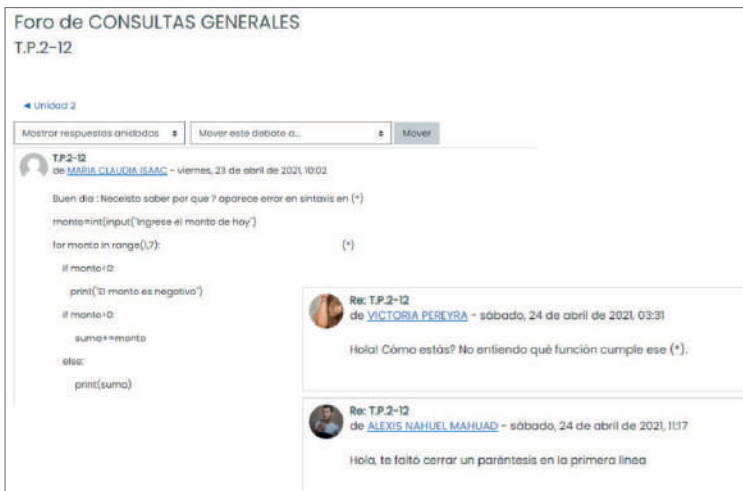 Foro de CONSULTAS GENERALES
T.P.2-12
◄ Unidad 2
Mostrar respuestas anidadas
Mover este debate a...
Mover
T.P.2-12
de MARIA CLAUDIA ISAAC - viernes, 23 de abril de 2021, 10:02
Buen dia : Neceisto saber por que ? aparece error en sintaxis en (*)
monto=int(input("Ingrese el monto de hoy")
for monto in range(1,7): (*)
if monto<0:
print("El monto es negativo")
if monto>0:
suma+=monto
else:
print(suma)
Re: T.P.2-12
de VICTORIA PEREYRA - sábado, 24 de abril de 2021, 03:31
Hola! Cómo estás? No entiendo qué función cumple ese (*).
Re: T.P.2-12
de ALEXIS NAHUEL MAHUAD - sábado, 24 de abril de 2021, 11:17
Hola, te faltó cerrar un paréntesis en la primera linea